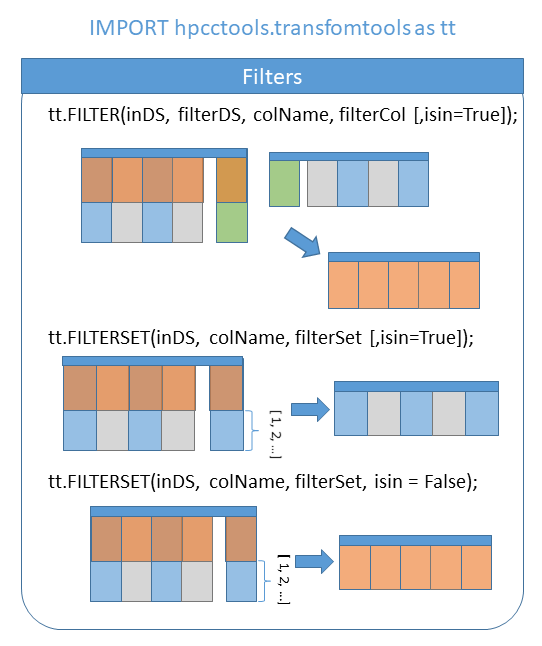 IMPORT hpcctools.transfomtools as tt
Filters
tt.FILTER(inDS, filterDS, colName, filterCol [,isin=True]);
tt.FILTERSET(inDS, colName, filterSet [,isin=True]);
[ 1, 2, ...]
tt.FILTERSET(inDS, colName, filterSet, isin = False);
[ 1, 2, ...]